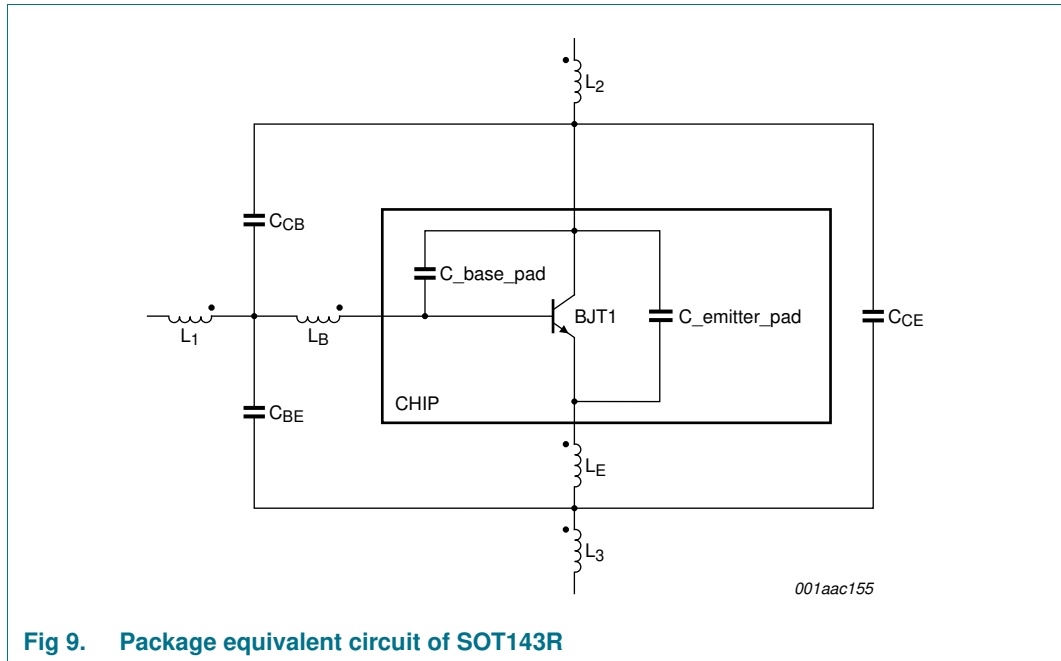 L2
CCB
C_base_pad
BJT1
C_emitter_pad
CCE
L1
LB
CBE
CHIP
LE
L3
001aac155
Fig 9. Package equivalent circuit of SOT143R